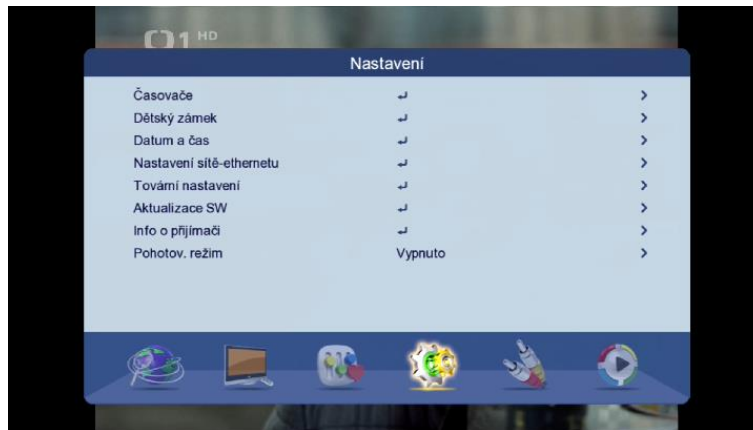 1 HD
Nastavení
Časovače
Dětský zámek
Datum a čas
Nastavení sítě-ethernetu
Tovární nastavení
Aktualizace SW
Info o přijímači
Pohotov. režim Vypnuto